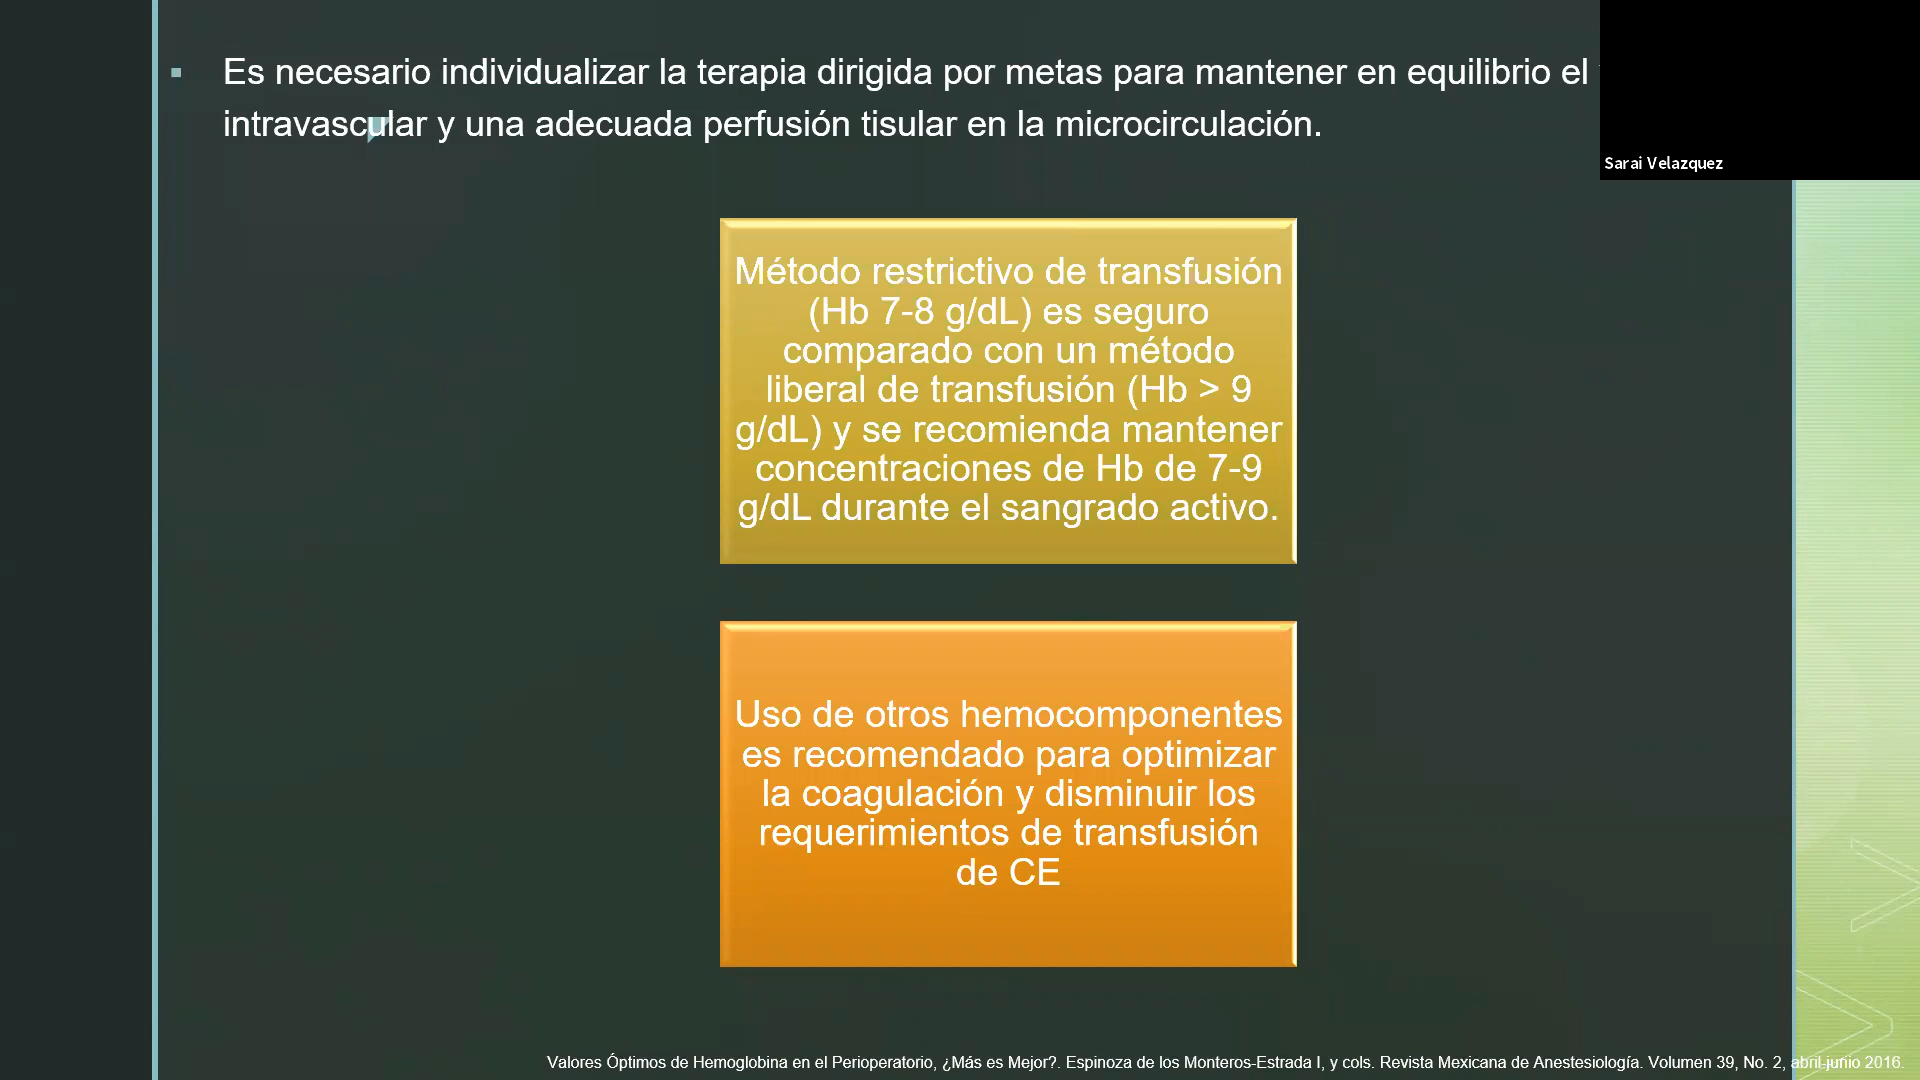 Es necesario individualizar la terapia dirigida por metas para mantener en equilibrio el
intravascular y una adecuada perfusión tisular en la microcirculación.
Sarai Velazquez
Método restrictivo de transfusión
(Hb 7-8 g/dL) es seguro
comparado con un método
liberal de transfusión (Hb > 9
g/dL) y se recomienda mantener
concentraciones de Hb de 7-9
g/dL durante el sangrado activo.
Uso de otros hemocomponentes
es recomendado para optimizar
la coagulación y disminuir los
requerimientos de transfusión
de CE
Valores Óptimos de Hemoglobina en el Perioperatorio, ¿Más es Mejor?. Espinoza de los Monteros-Estrada I, y cols. Revista Mexicana de Anestesiología. Volumen 39, No. 2, abril-junio 2016.